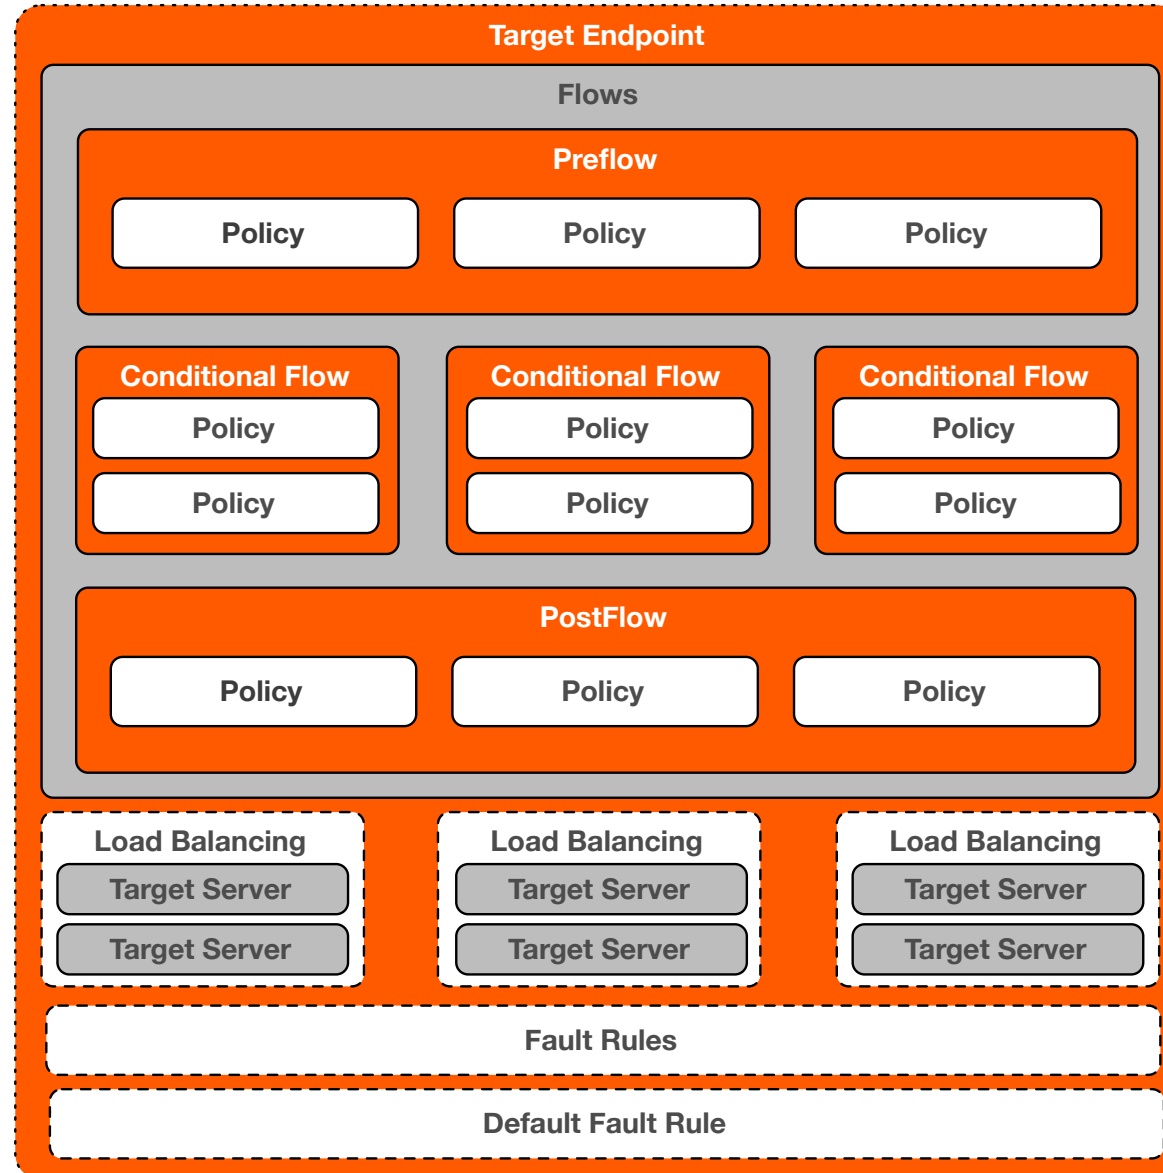 Target Endpoint
Flows
Preflow
Policy Policy Policy
Conditional Flow Conditional Flow Conditional Flow
Policy Policy Policy
Policy Policy Policy
PostFlow
Policy Policy Policy
Load Balancing Load Balancing Load Balancing
Target Server Target Server Target Server
Target Server Target Server Target Server
Fault Rules
Default Fault Rule